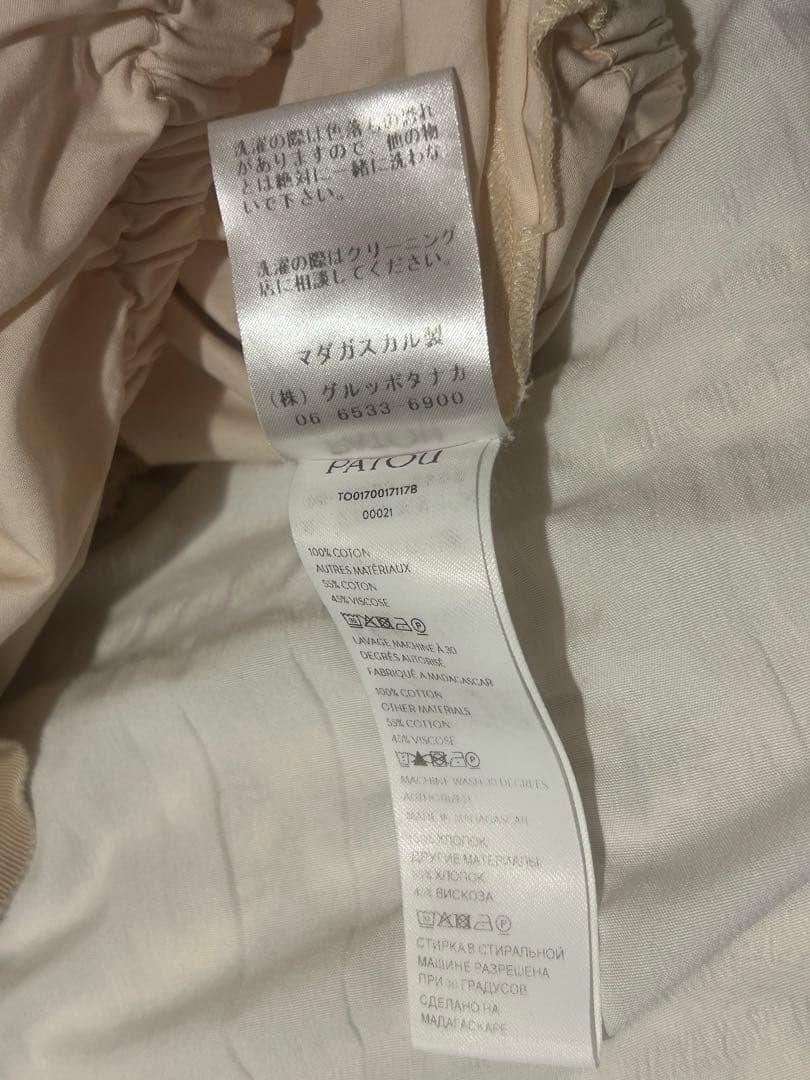 洗濯の際は色落ちの恐れ
がありますので、他の物
とは絶対に一緒に洗わな
いで下さい。
洗濯の際はクリーニング
店に相談してください。
マダガスカル製
(株) グルッポタナカ
06 6533 6900
PATOU
TO0170017117B
00021
100% COTON
AUTRES MATÉRIAUX
55% COTON
45% VISCOSE
LAVAGE MACHINE À 30
DEGRÉS AUTORISÉ
FABRIQUÉ A MADAGASCAR
100% COTTON
OTHER MATERIALS
55% COTTON
45% VISCOSE
MACHINE WASH 30 DEGREES
AUTHORIZED
MADE IN MADAGASCAR
100% ХЛОПОК
ДРУГИЕ МАТЕРИАЛЫ
55% ХЛОПОК
45% ВИСКОЗА
СТИРКА В СТИРАЛЬНОЙ
МАШИНЕ РАЗРЕШЕНА
ПРИ 30 ГРАДУСОВ
СДЕЛАНО НА
МАДАГАСКАРЕ